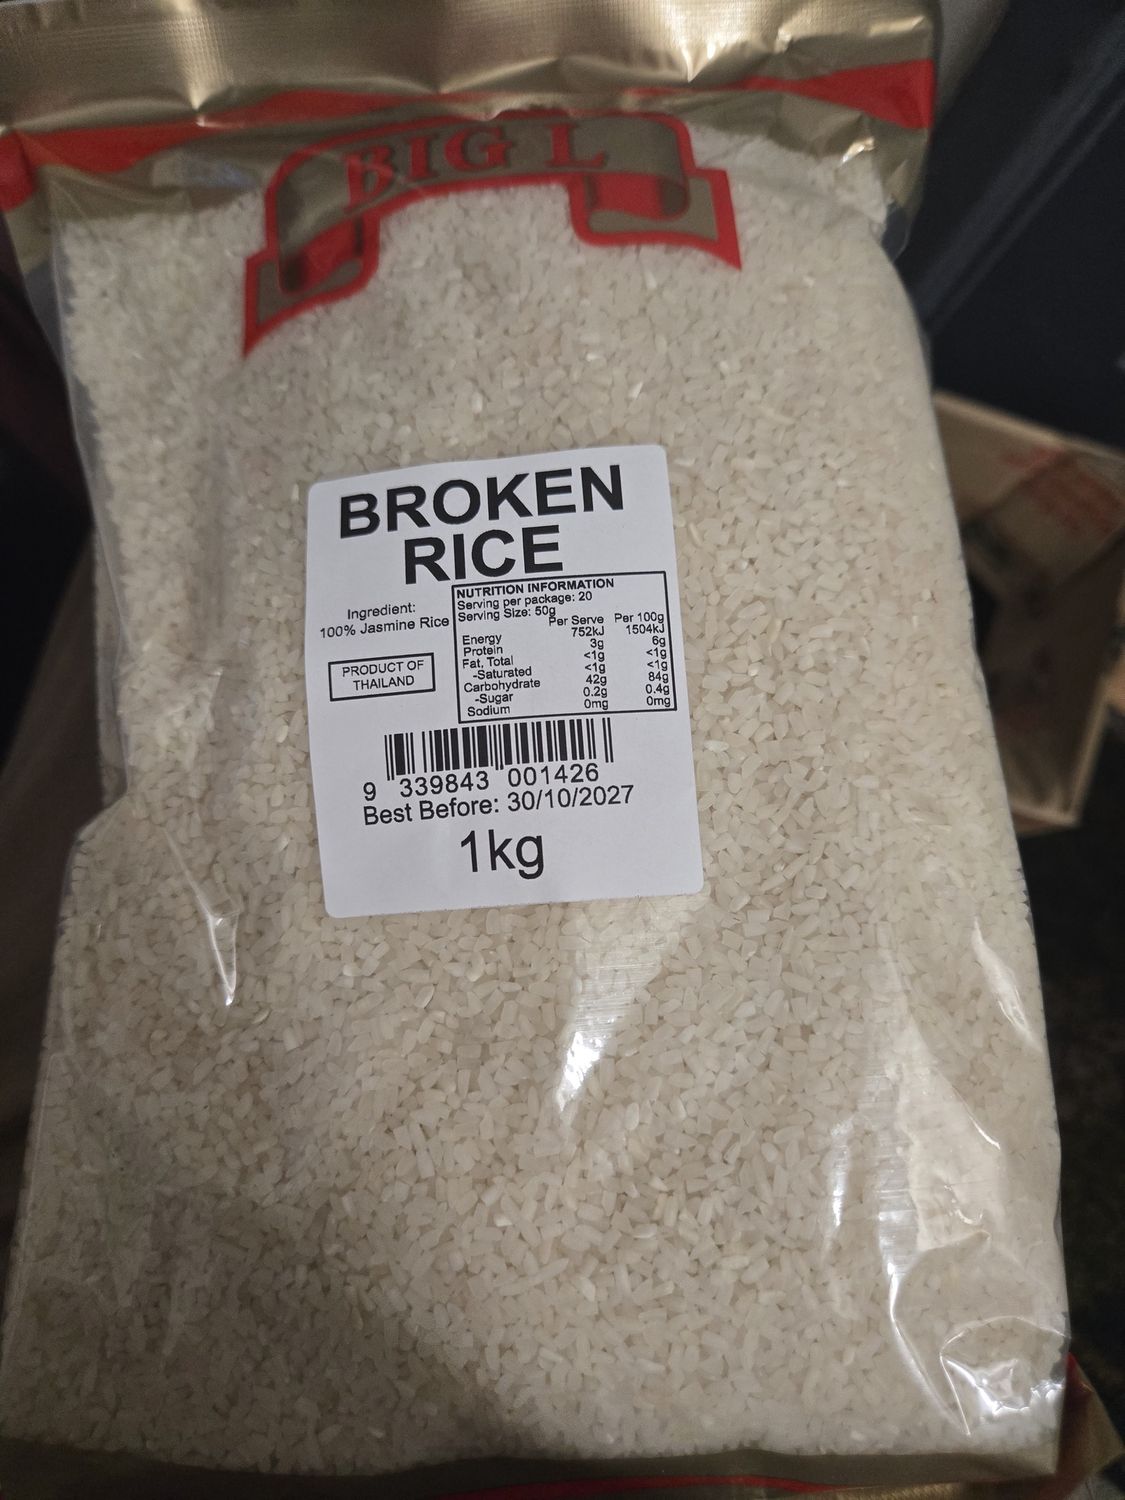 BIG L
BROKEN
RICE
Ingredient:
100% Jasmine Rice
PRODUCT OF
THAILAND
NUTRITION INFORMATION
Serving per package: 20
Serving Size: 50g
Per Serve Per 100g
Energy 752kJ 1504kJ
Protein 3g 6g
Fat, Total <1g <1g
-Saturated <1g <1g
Carbohydrate 42g 84g
-Sugar 0.2g 0.4g
Sodium 0mg 0mg
9 339843 001426
Best Before: 30/10/2027
1kg